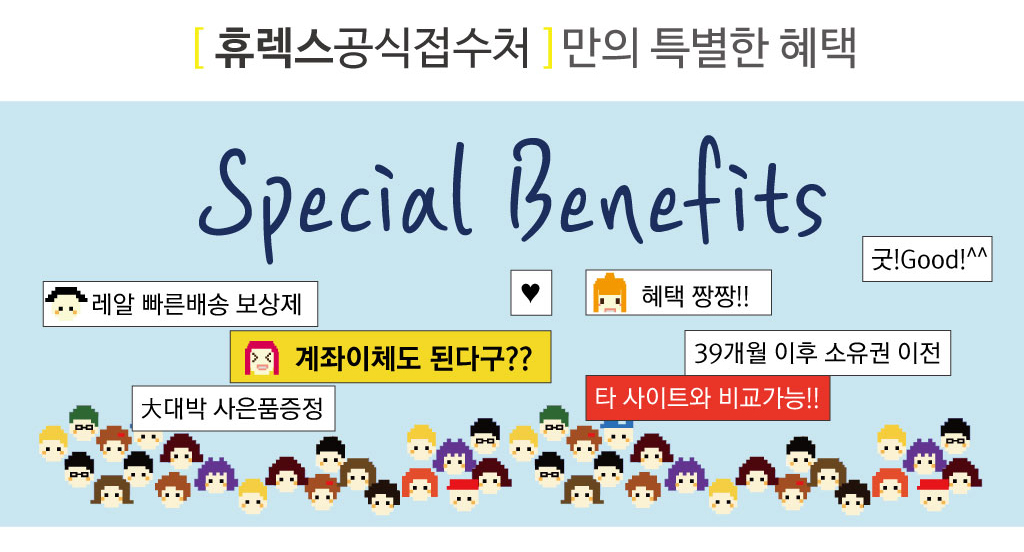 [ 휴렉스공식접수처 ]만의 특별한 혜택
Special Benefits
굿!Good!^^
레알 빠른배송 보상제
♥
혜택 짱짱!!
계좌이체도 된다구??
39개월 이후 소유권 이전
大대박 사은품증정
타 사이트와 비교가능!!